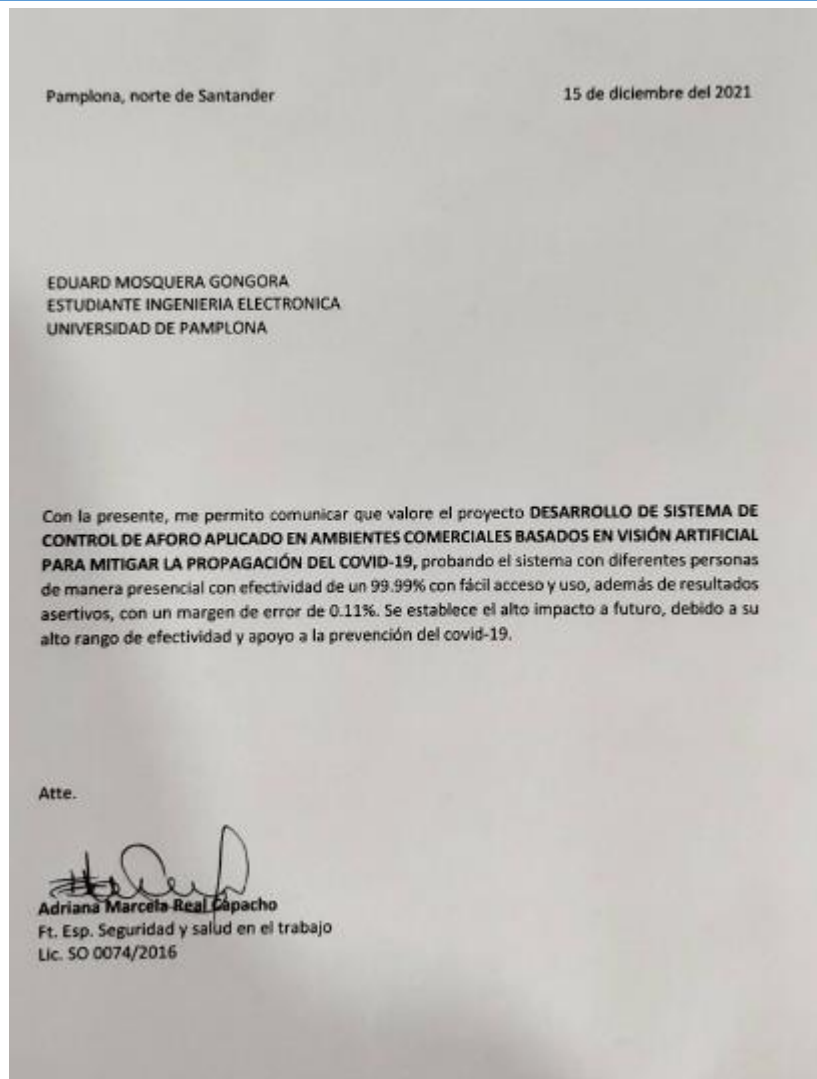 Pamplona, norte de Santander 15 de diciembre del 2021
EDUARD MOSQUERA GONGORA
ESTUDIANTE INGENIERIA ELECTRONICA
UNIVERSIDAD DE PAMPLONA
Con la presente, me permito comunicar que valore el proyecto DESARROLLO DE SISTEMA DE
CONTROL DE AFORO APLICADO EN AMBIENTES COMERCIALES BASADOS EN VISIÓN ARTIFICIAL
PARA MITIGAR LA PROPAGACIÓN DEL COVID-19, probando el sistema con diferentes personas
de manera presencial con efectividad de un 99.99% con fácil acceso y uso, además de resultados
asertivos, con un margen de error de 0.11%. Se establece el alto impacto a futuro, debido a su
alto rango de efectividad y apoyo a la prevención del covid-19.
Atte.
Adriana Marcela Real Capacho
Ft. Esp. Seguridad y salud en el trabajo
Lic. SO 0074/2016